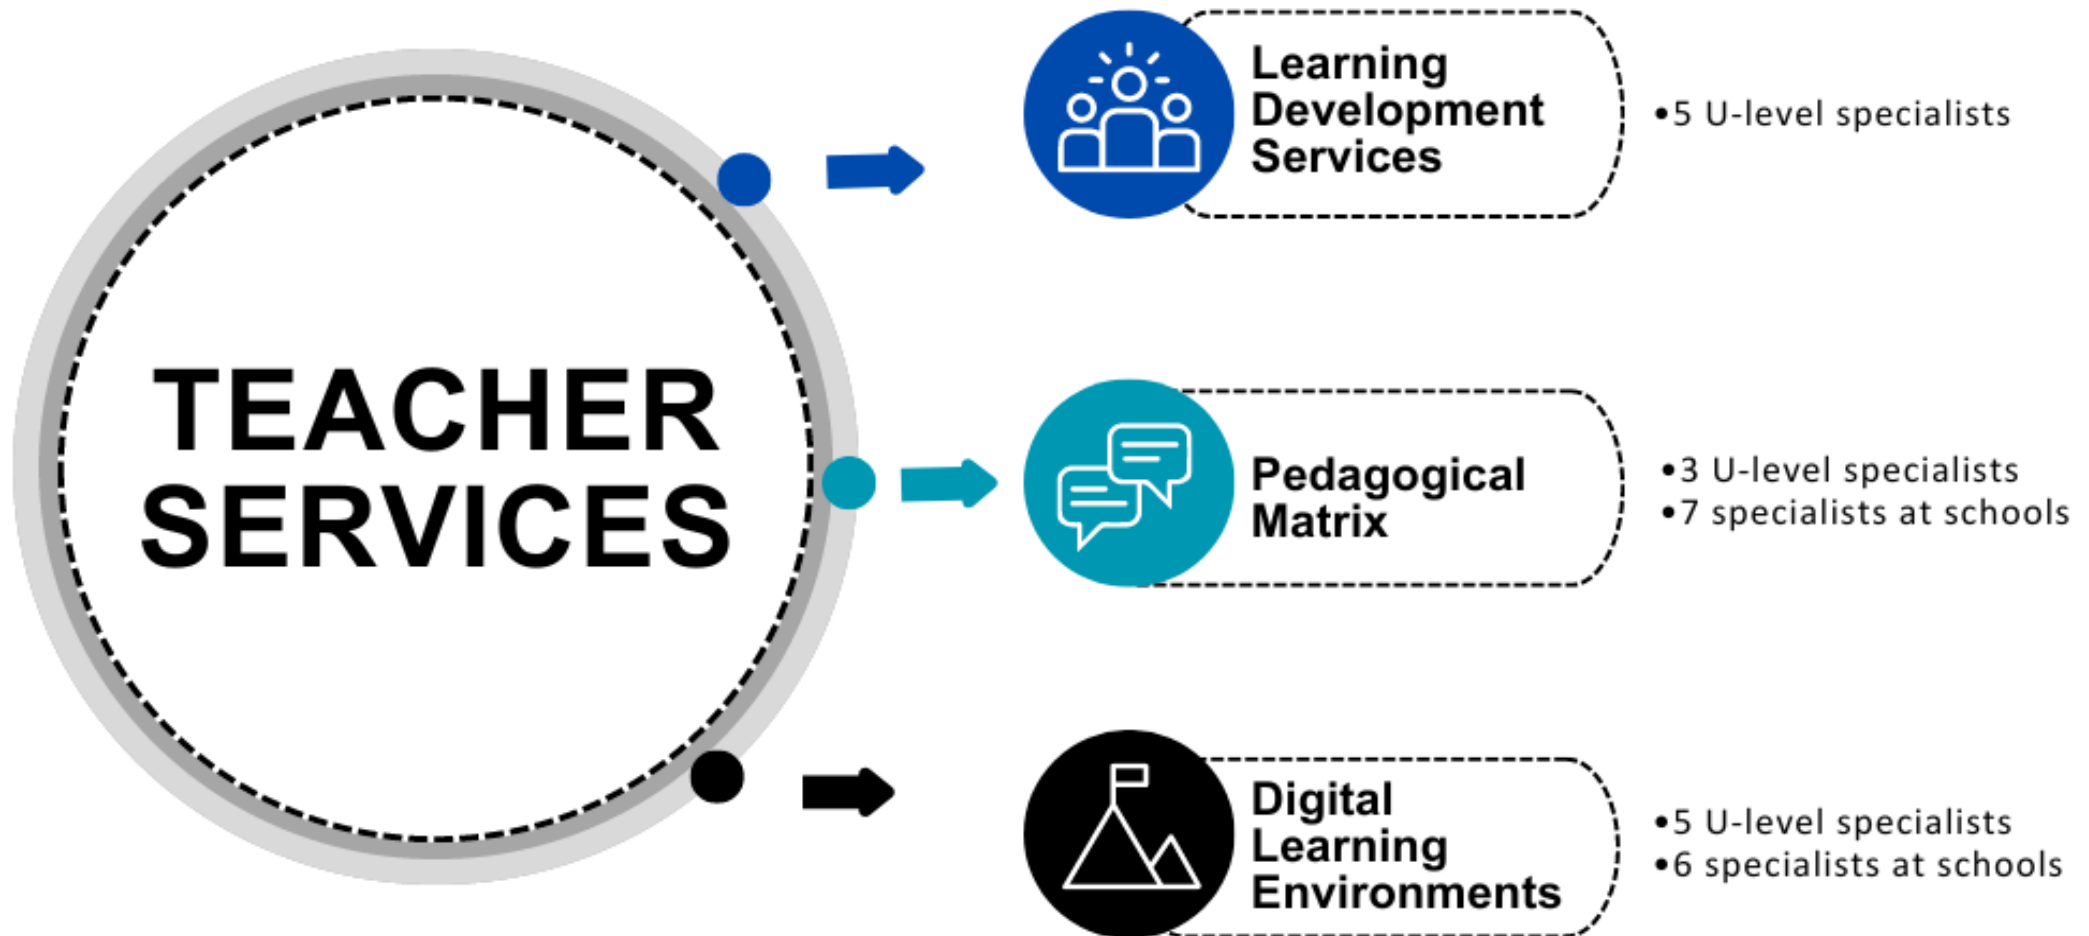 TEACHER
SERVICES
Learning
Development
Services
•5 U-level specialists
Pedagogical
Matrix
•3 U-level specialists
•7 specialists at schools
Digital
Learning
Environments
•5 U-level specialists
•6 specialists at schools